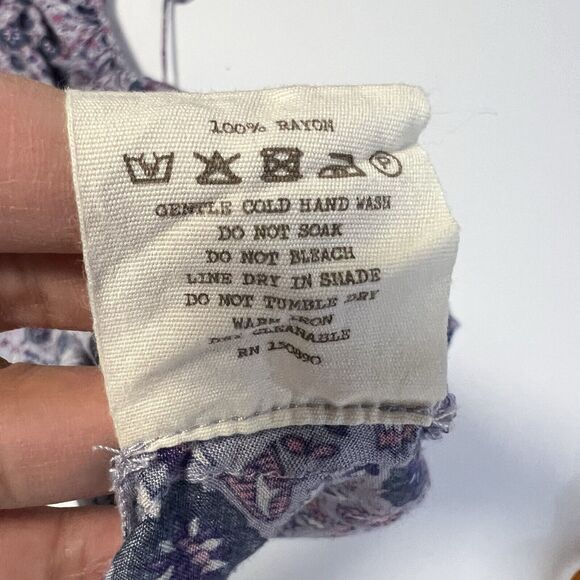 100% RAYON
P
GENTLE COLD HAND WASH
DO NOT SOAK
DO NOT BLEACH
LINE DRY IN SHADE
DO NOT TUMBLE DRY
WARM IRON
DRY CLEANABLE
RN 150890